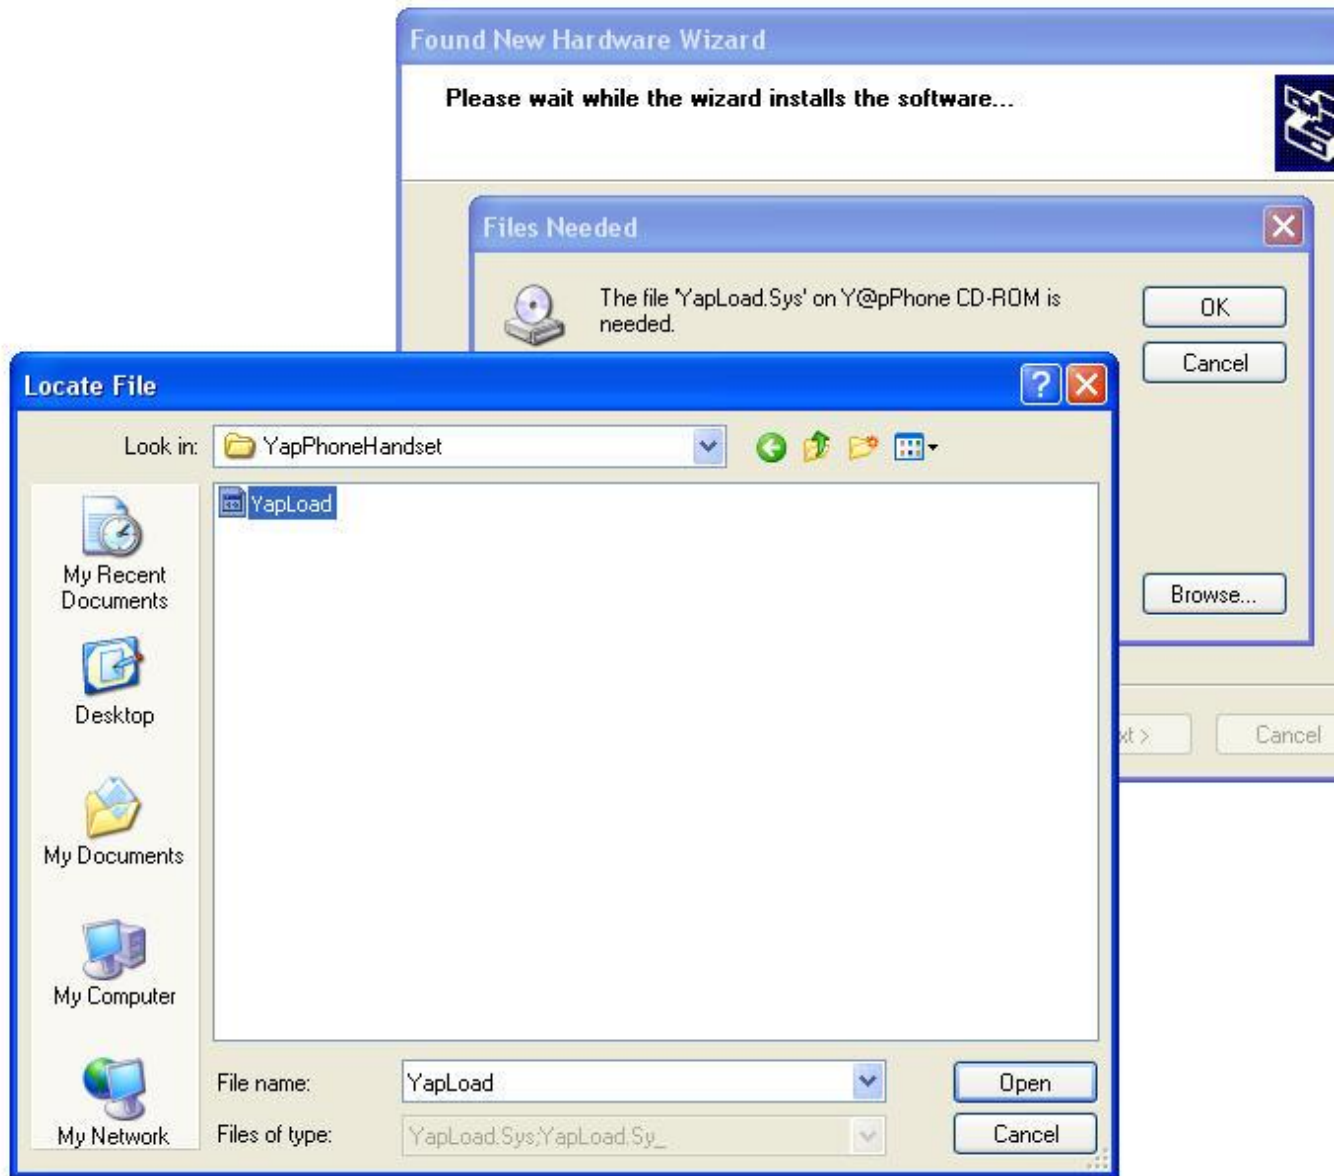 Found New Hardware Wizard
Please wait while the wizard installs the software...
Files Needed
The file 'YapLoad.Sys' on Y@pPhone CD-ROM is
needed.
OK
Cancel
Browse...
xt >
Cancel
Locate File
Look in:
YapPhoneHandset
YapLoad
My Recent
Documents
Desktop
My Documents
My Computer
My Network
File name:
YapLoad
Open
Files of type:
YapLoad.Sys;YapLoad.Sy_
Cancel